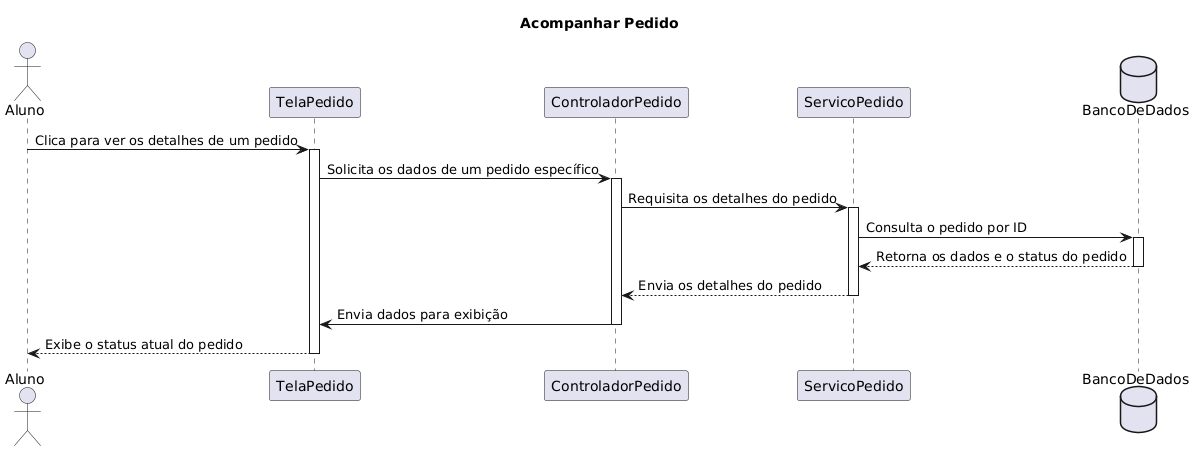 Acompanhar Pedido
Aluno
TelaPedido
ControladorPedido
ServicoPedido
BancoDeDados
Clica para ver os detalhes de um pedido
Solicita os dados de um pedido específico
Requisita os detalhes do pedido
Consulta o pedido por ID
Retorna os dados e o status do pedido
Envia os detalhes do pedido
Envia dados para exibição
Exibe o status atual do pedido
Aluno
TelaPedido
ControladorPedido
ServicoPedido
BancoDeDados